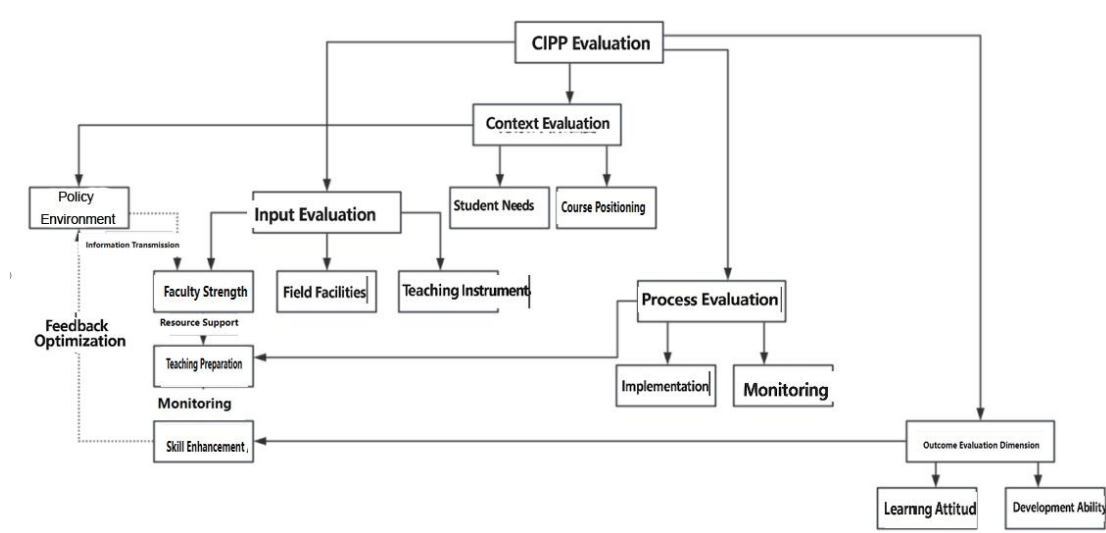 CIPP Evaluation
Context Evaluation
Policy
Environment
Input Evaluation
Student Needs
Course Positioning
Information Transmission
Faculty Strength
Field Facilities
Teaching Instrument
Process Evaluation
Resource Support
Feedback
Optimization
Teaching Preparation
Implementation
Monitoring
Monitoring
Skill Enhancement
Outcome Evaluation Dimension
Learning Attitud
Development Ability